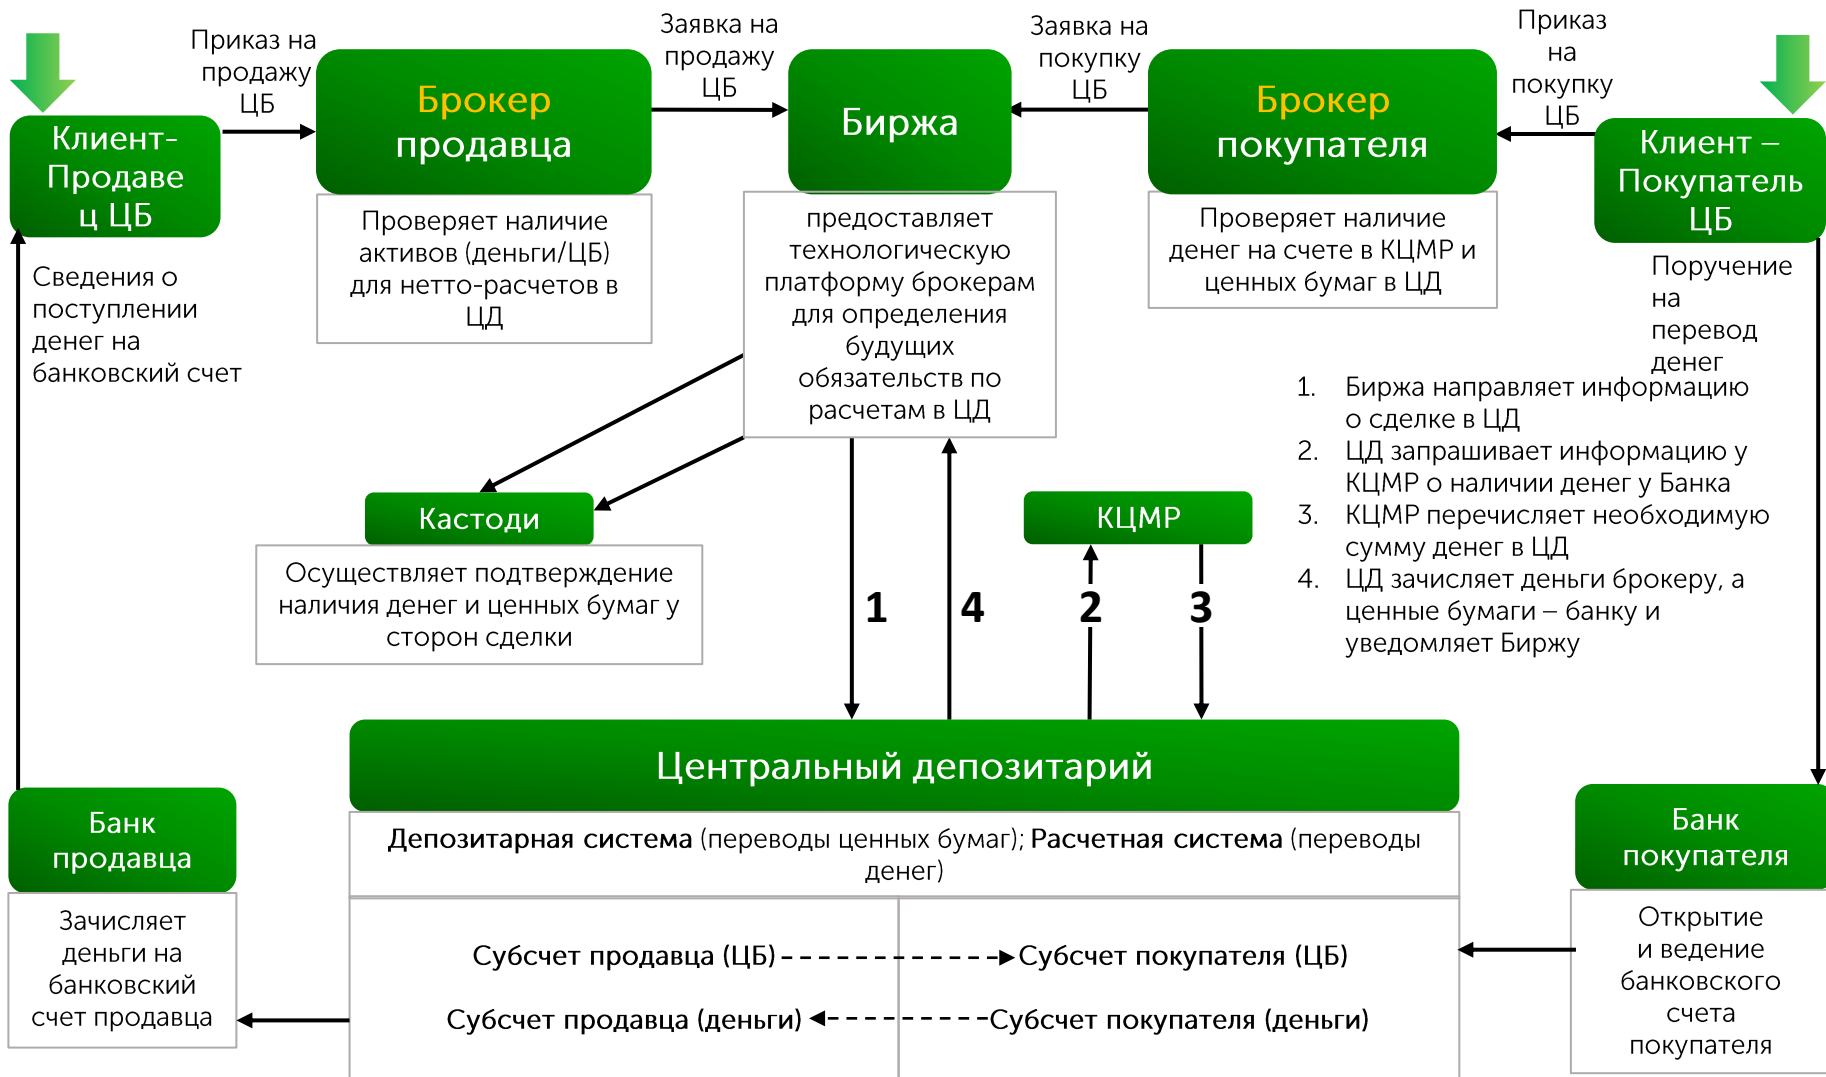 Приказ на
продажу
ЦБ
Заявка на
продажу
ЦБ
Заявка на
покупку
ЦБ
Приказ
на
покупку
ЦБ
Клиент-
Продаве
ц ЦБ
Брокер
продавца
Биржа
Брокер
покупателя
Клиент –
Покупатель
ЦБ
Проверяет наличие
активов (деньги/ЦБ)
для нетто-расчетов в
ЦД
предоставляет
технологическую
платформу брокерам
для определения
будущих
обязательств по
расчетам в ЦД
Проверяет наличие
денег на счете в КЦМР и
ценных бумаг в ЦД
Сведения о
поступлении
денег на
банковский счет
Поручение
на
перевод
денег
1. Биржа направляет информацию
о сделке в ЦД
2. ЦД запрашивает информацию у
КЦМР о наличии денег у Банка
3. КЦМР перечисляет необходимую
сумму денег в ЦД
4. ЦД зачисляет деньги брокеру, а
ценные бумаги – банку и
уведомляет Биржу
Кастоди
КЦМР
Осуществляет подтверждение
наличия денег и ценных бумаг у
сторон сделки
1
4
2
3
Центральный депозитарий
Депозитарная система (переводы ценных бумаг); Расчетная система (переводы
денег)
Банк
продавца
Банк
покупателя
Зачисляет
деньги на
банковский
счет продавца
Субсчет продавца (ЦБ)
Субсчет покупателя (ЦБ)
Субсчет продавца (деньги)
Субсчет покупателя (деньги)
Открытие
и ведение
банковского
счета
покупателя